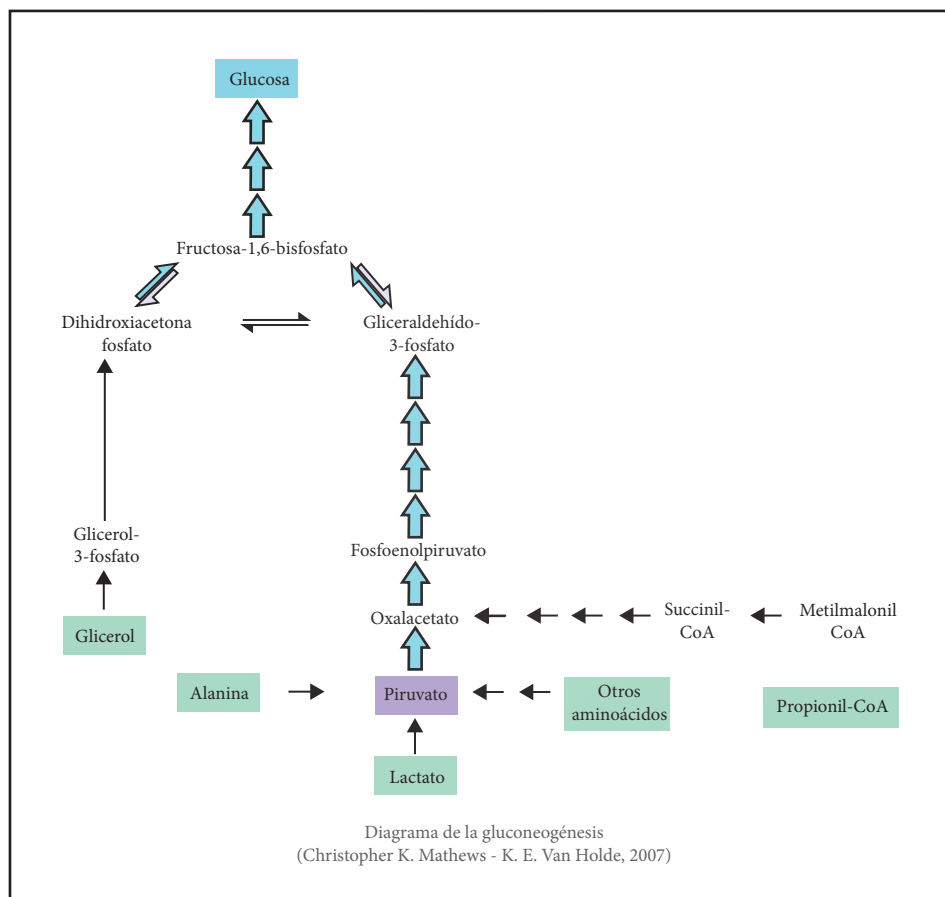 Glucosa
Fructosa-1,6-bisfosfato
Dihidroxiacetona
fosfato
Gliceraldehído-
3-fosfato
Glicerol-
3-fosfato
Fosfoenolpiruvato
Glicerol
Oxalacetato
Succinil-
CoA
Metilmalonil
CoA
Alanina
Piruvato
Otros
aminoácidos
Propionil-CoA
Lactato
Diagrama de la gluconeogénesis
(Christopher K. Mathews - K. E. Van Holde, 2007)